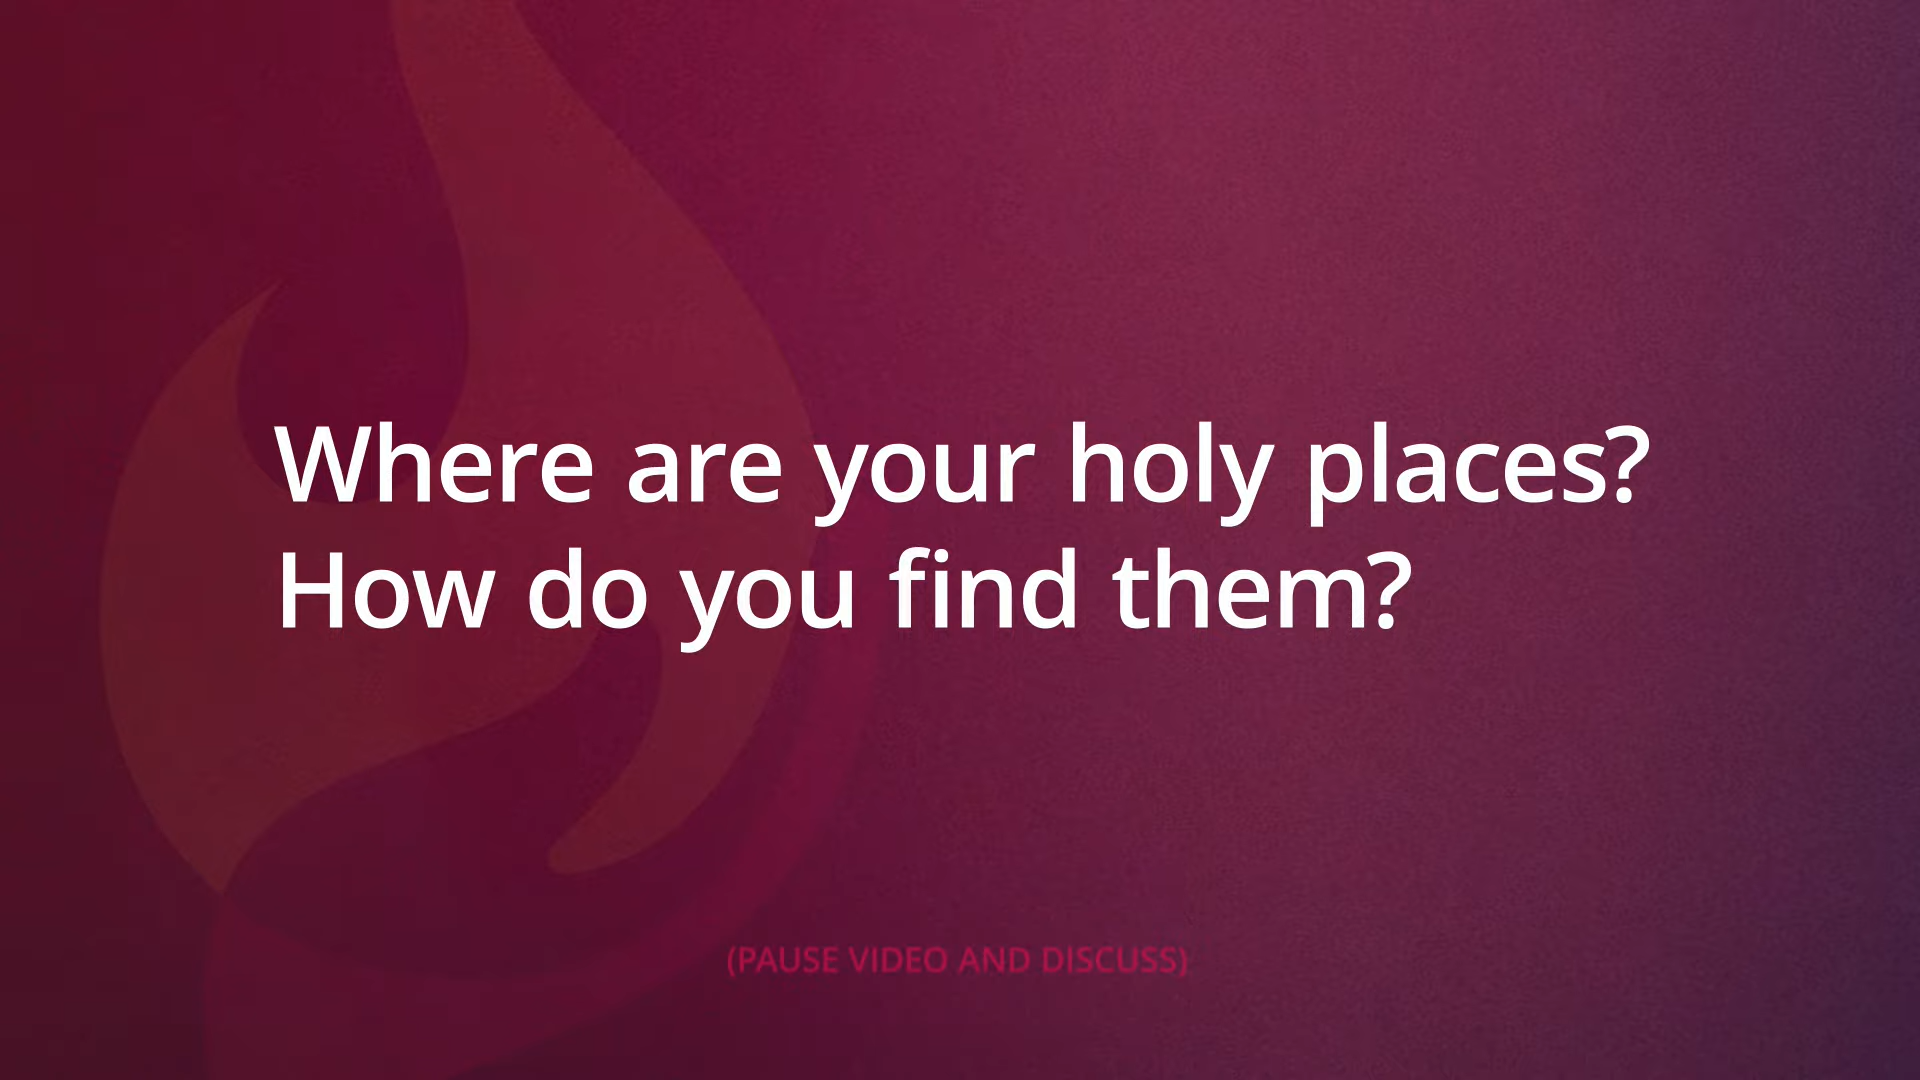 Where are your holy places?
How do you find them?
(PAUSE VIDEO AND DISCUSS)